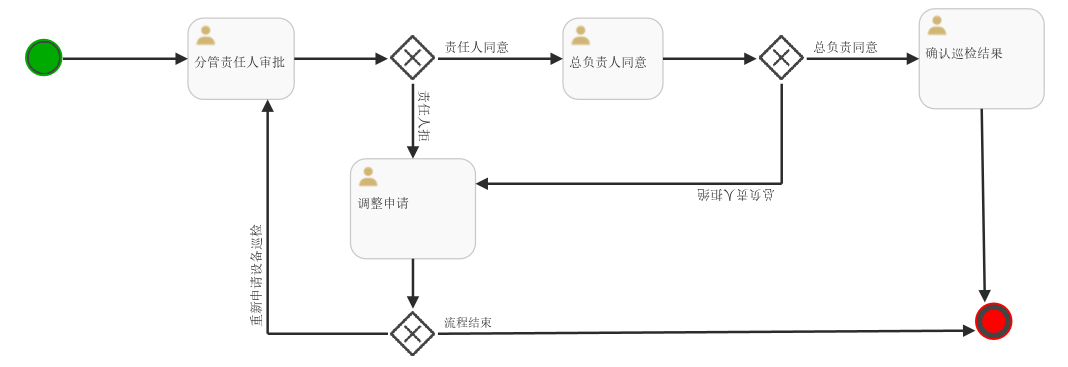 分管责任人审批
责任人同意
总负责人同意
总负责同意
确认巡检结果
责任人拒
调整申请
总负责人拒绝
重新申请设备巡检
流程结束